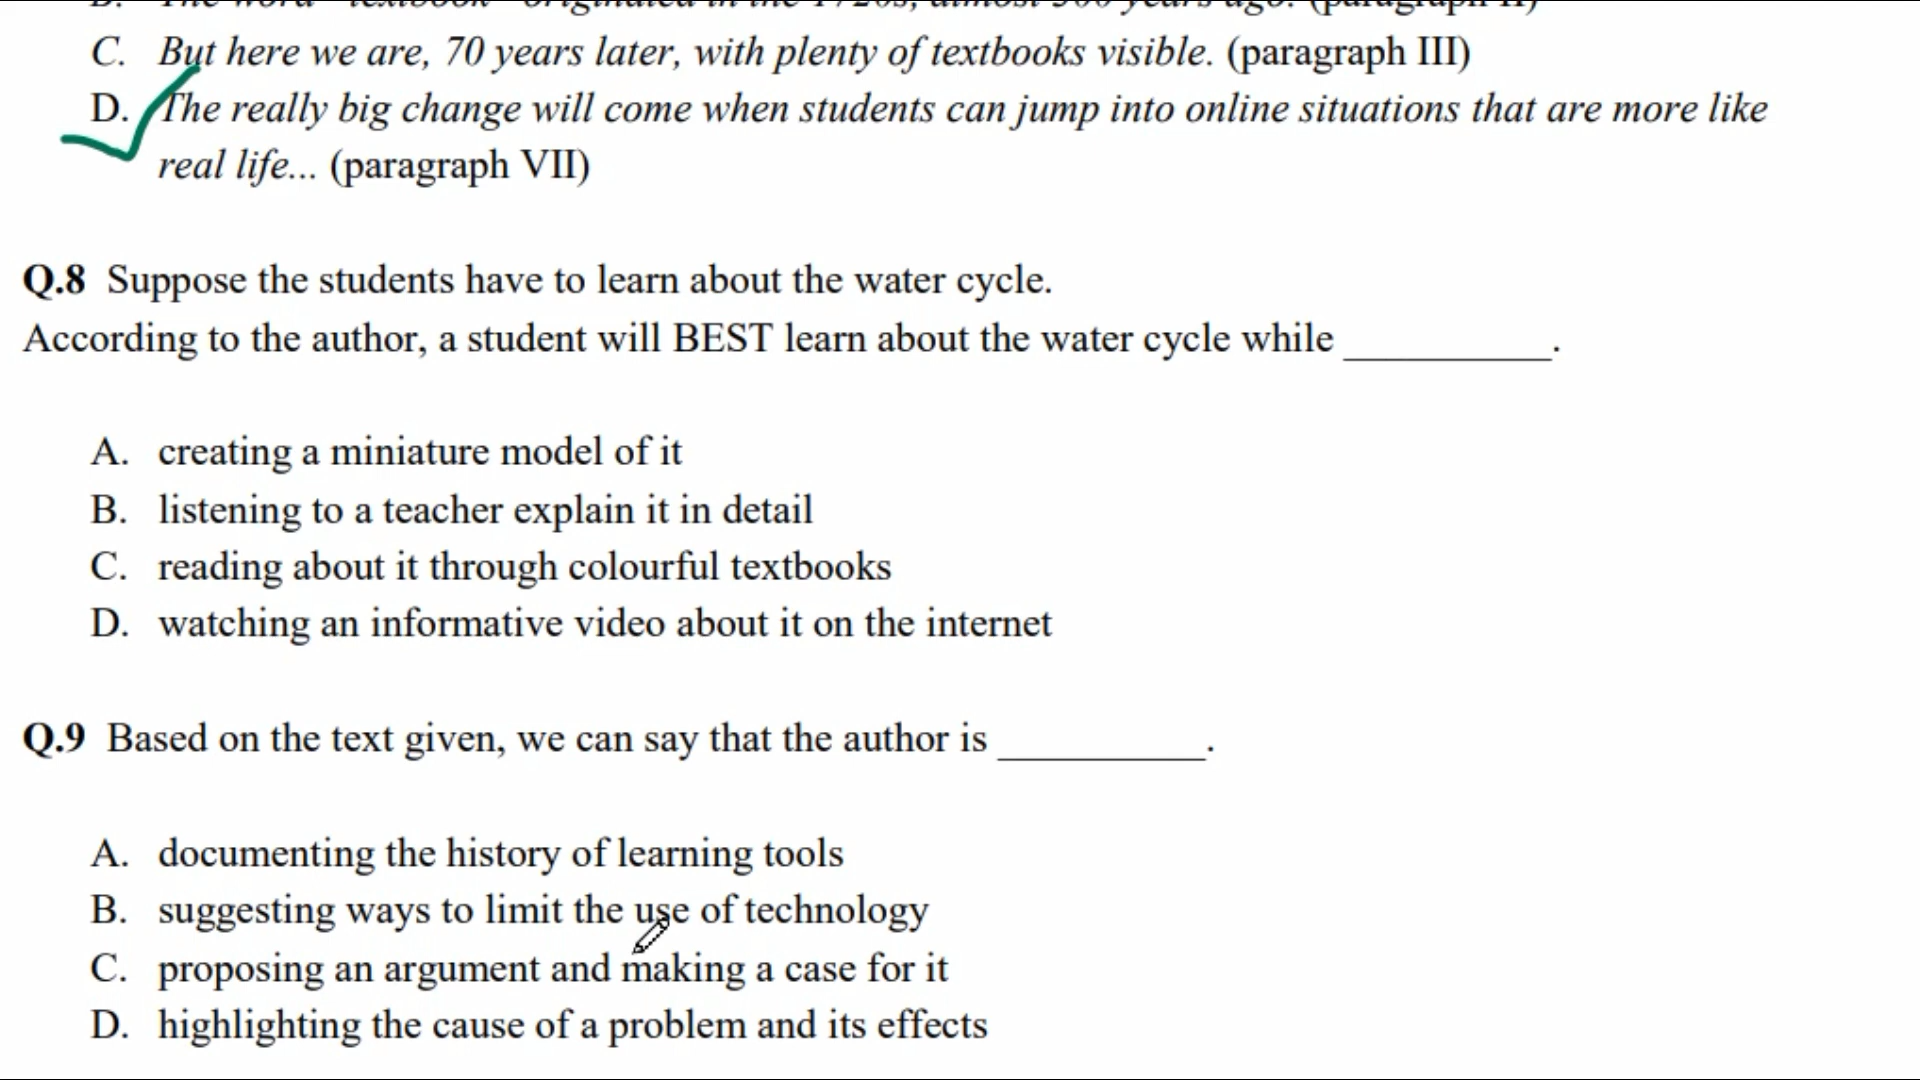 C. But here we are, 70 years later, with plenty of textbooks visible. (paragraph III)
D. The really big change will come when students can jump into online situations that are more like
real life... (paragraph VII)
Q.8 Suppose the students have to learn about the water cycle.
According to the author, a student will BEST learn about the water cycle while __________.
A. creating a miniature model of it
B. listening to a teacher explain it in detail
C. reading about it through colourful textbooks
D. watching an informative video about it on the internet
Q.9 Based on the text given, we can say that the author is __________.
A. documenting the history of learning tools
B. suggesting ways to limit the use of technology
C. proposing an argument and making a case for it
D. highlighting the cause of a problem and its effects